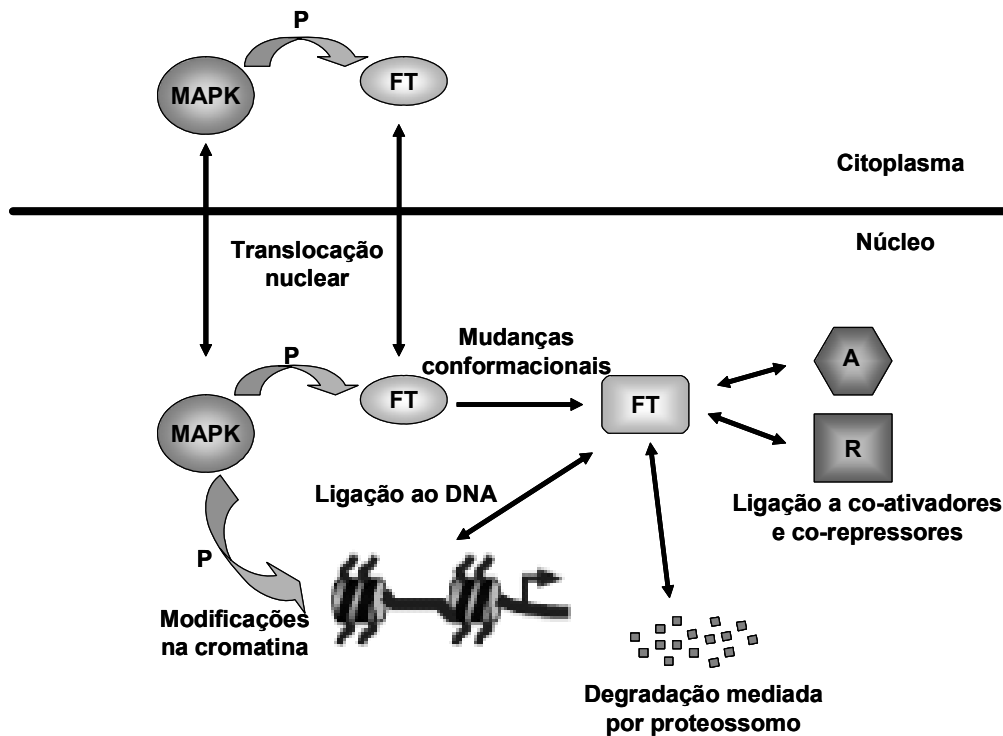 P
MAPK
FT
Citoplasma
Núcleo
Translocação
nuclear
Mudanças
conformacionais
P
MAPK
FT
FT
A
R
Ligação ao DNA
Ligação a co-ativadores
e co-repressores
P
Modificações
na cromatina
Degradação mediada
por proteossomo